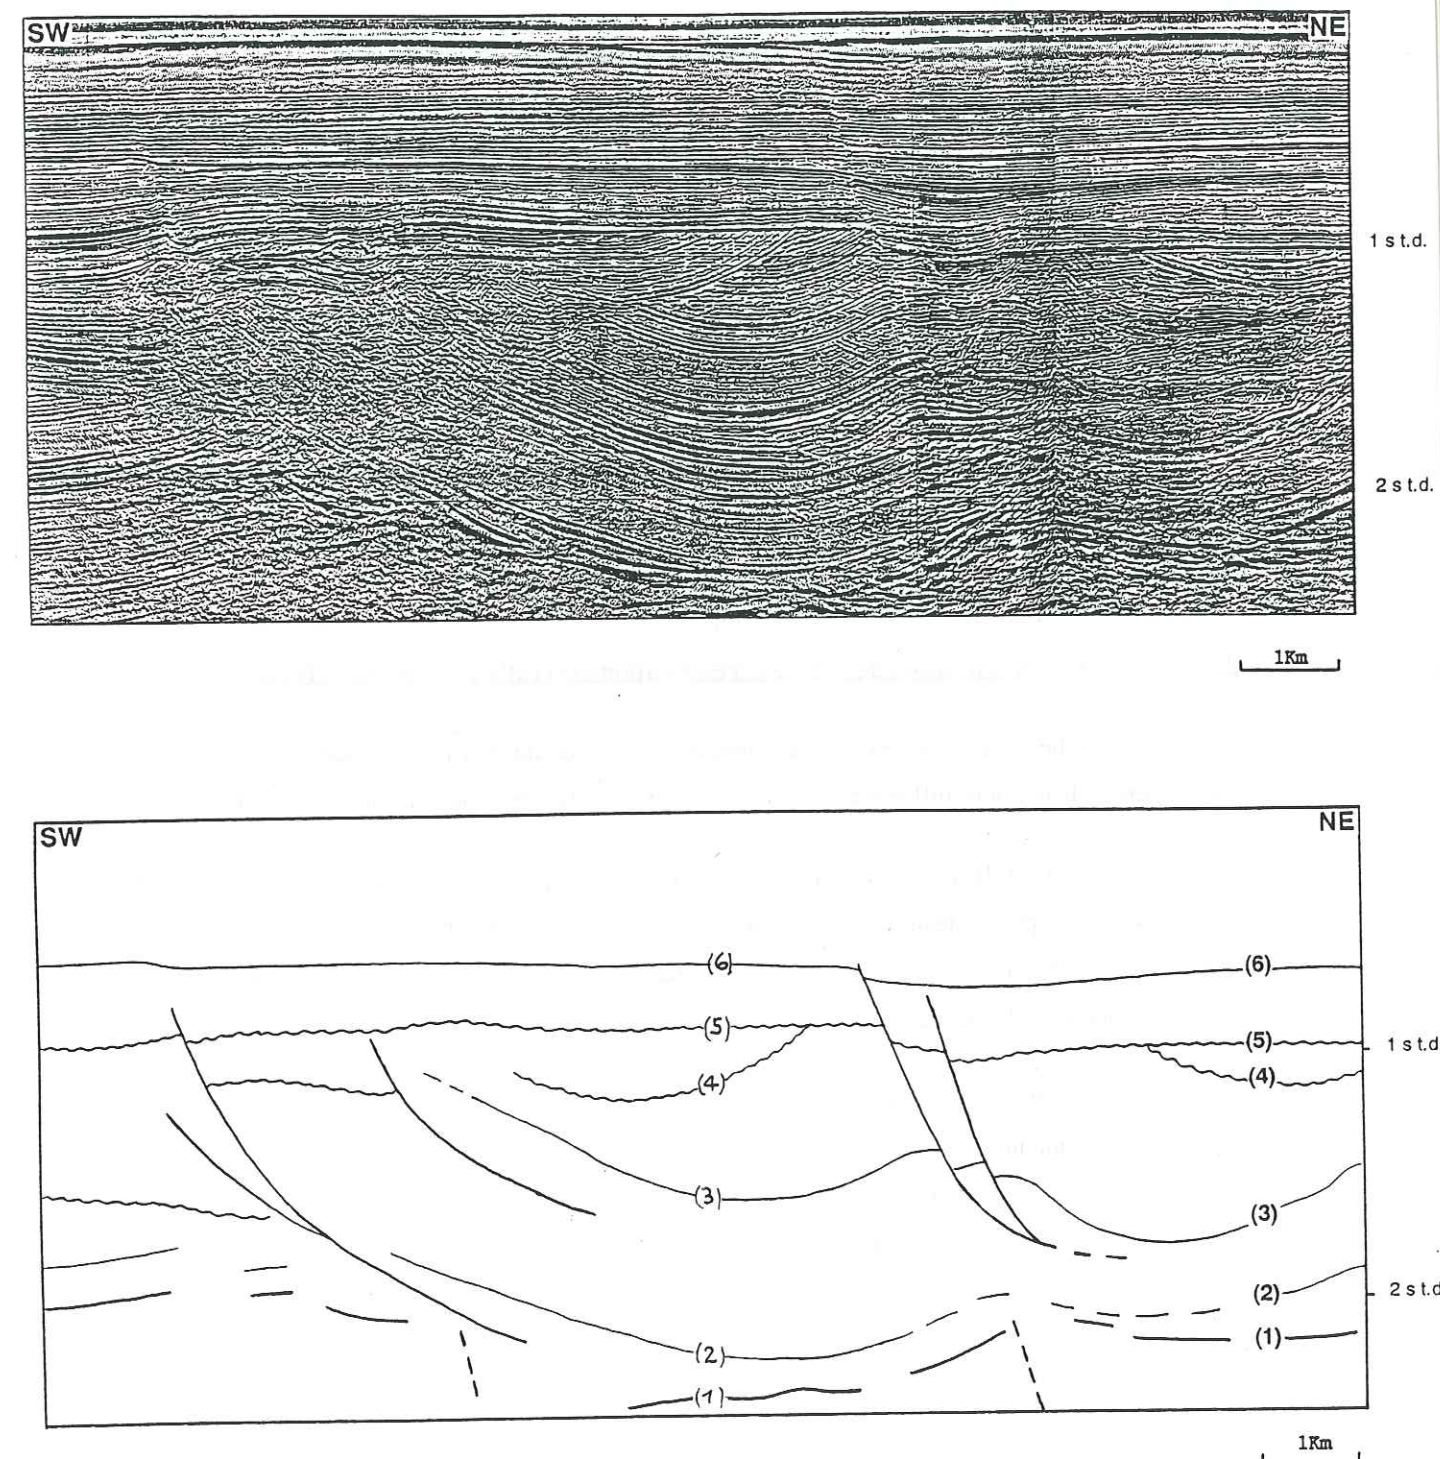 SW NE
1 s t.d.
2 s t.d.
1Km
SW NE
(6) (6)
(5) (5)
1 s t.d
(4) (4)
(3) (3)
(2) (2)
2 s t.d
(1) (1)
1Km